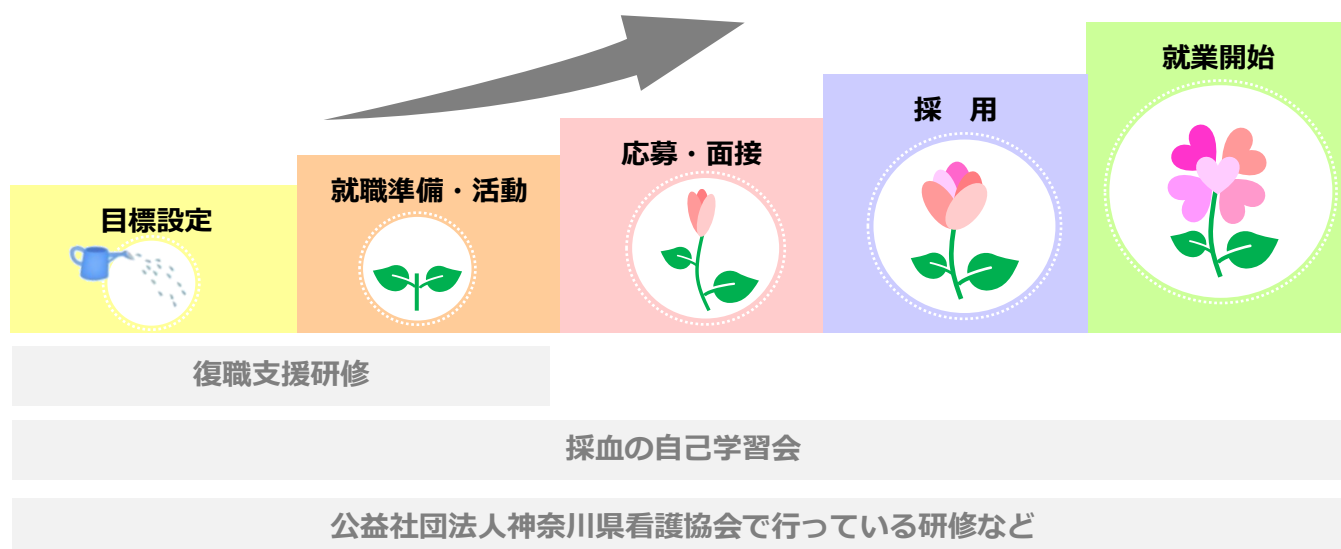 目標設定
就職準備・活動
応募・面接
採　用
就業開始
復職支援研修
採血の自己学習会
公益社団法人神奈川県看護協会で行っている研修など